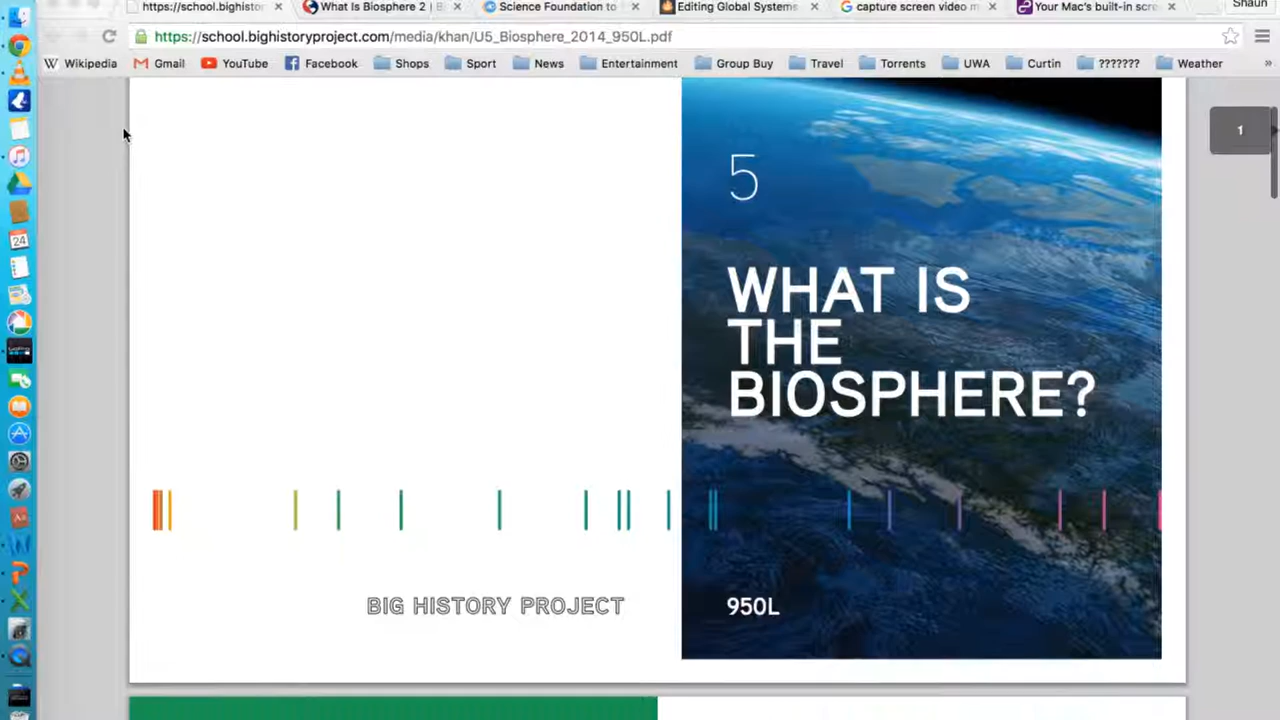 https://school.bighistor
What Is Biosphere 2 | B
Science Foundation to
Editing Global Systems
capture screen video m
Your Mac's built-in scre
Shaun
https://school.bighistoryproject.com/media/khan/U5_Biosphere_2014_950L.pdf
Wikipedia
Gmail
YouTube
Facebook
Shops
Sport
News
Entertainment
Group Buy
Travel
Torrents
UWA
Curtin
???????
Weather
»
1
5
WHAT IS
THE
BIOSPHERE?
BIG HISTORY PROJECT
950L
24